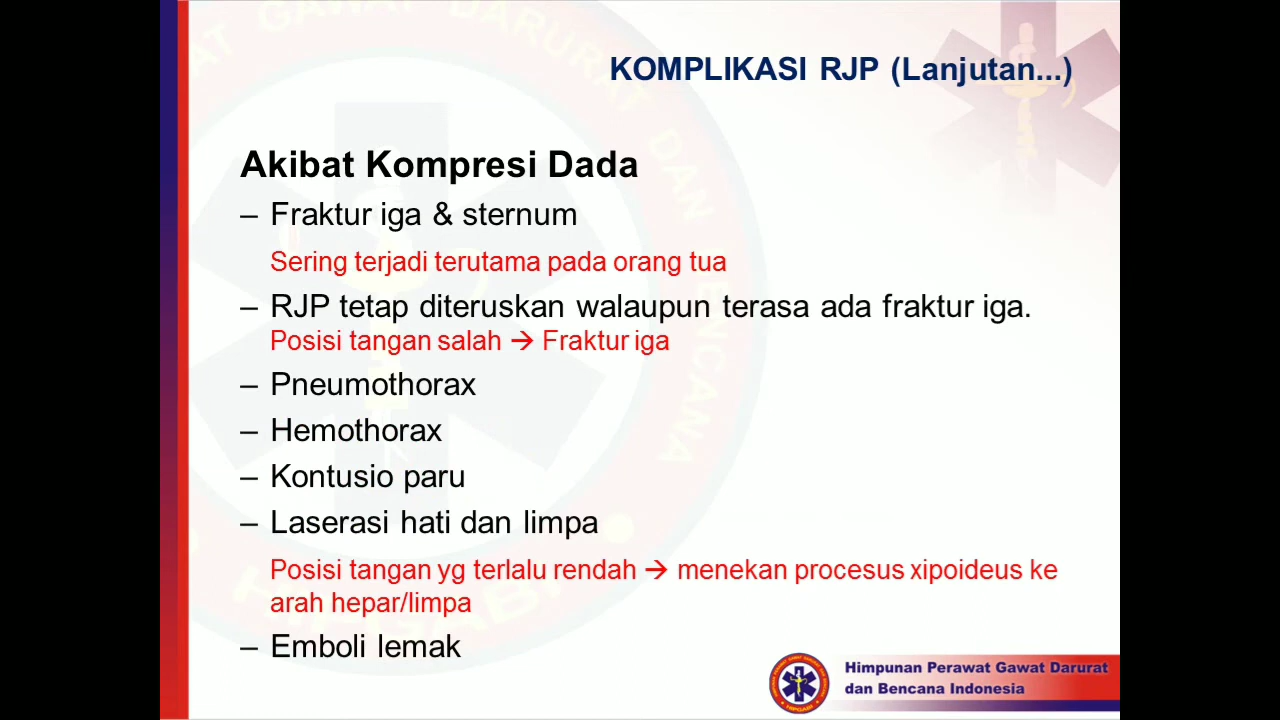 KOMPLIKASI RJP (Lanjutan...)
Akibat Kompresi Dada
– Fraktur iga & sternum
Sering terjadi terutama pada orang tua
– RJP tetap diteruskan walaupun terasa ada fraktur iga.
Posisi tangan salah → Fraktur iga
– Pneumothorax
– Hemothorax
– Kontusio paru
– Laserasi hati dan limpa
Posisi tangan yg terlalu rendah → menekan procesus xipoideus ke
arah hepar/limpa
– Emboli lemak
Himpunan Perawat Gawat Darurat
dan Bencana Indonesia